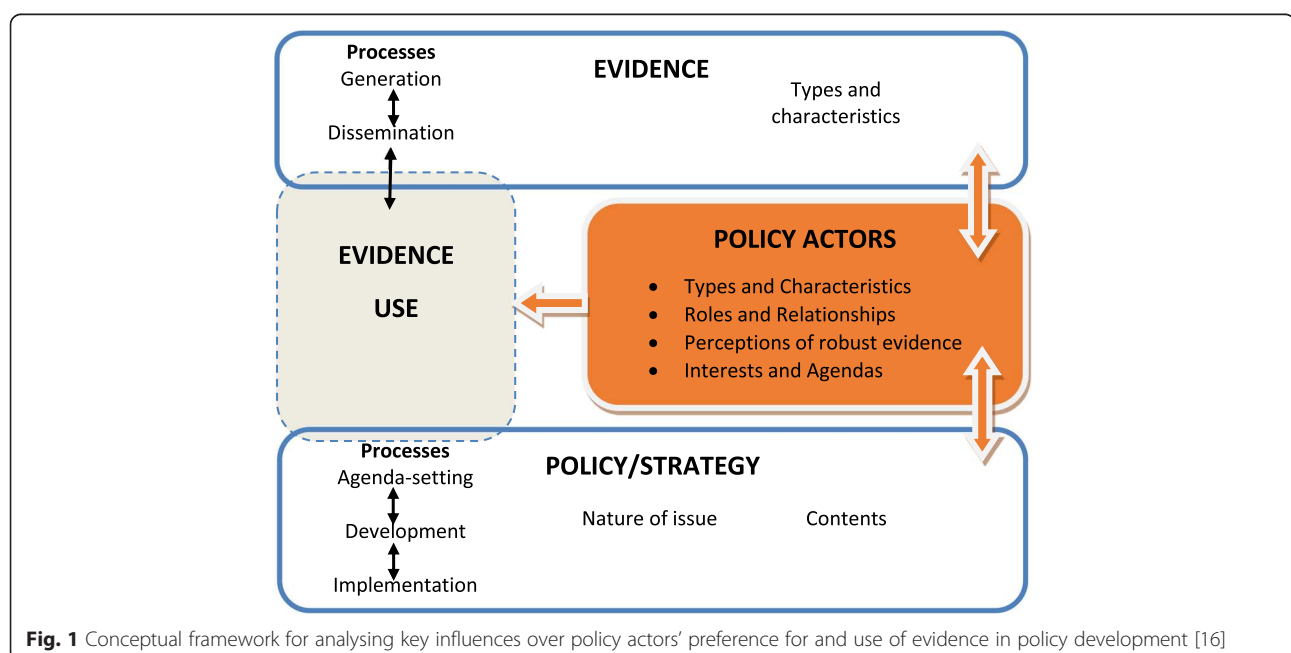 Processes
Generation
Dissemination
EVIDENCE
Types and
characteristics
EVIDENCE
USE
POLICY ACTORS
• Types and Characteristics
• Roles and Relationships
• Perceptions of robust evidence
• Interests and Agendas
Processes
Agenda-setting
Development
Implementation
POLICY/STRATEGY
Nature of issue
Contents
Fig. 1 Conceptual framework for analysing key influences over policy actors’ preference for and use of evidence in policy development [16]